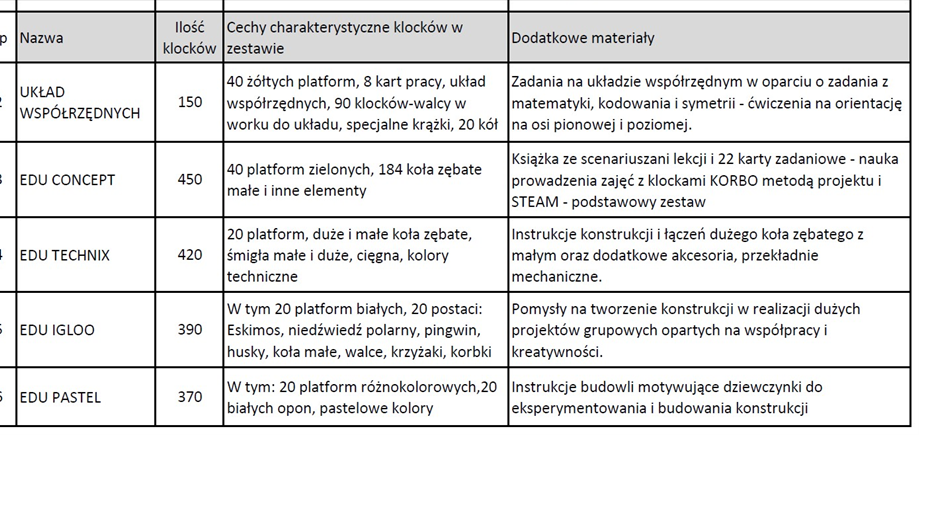 p Nazwa Ilość klocków Cechy charakterystyczne klocków w zestawie Dodatkowe materiały
2 UKŁAD WSPÓŁRZĘDNYCH 150 40 żółtych platform, 8 kart pracy, układ współrzędnych, 90 klocków-walcy w worku do układu, specjalne krążki, 20 kół Zadania na układzie współrzędnym w oparciu o zadania z matematyki, kodowania i symetrii - ćwiczenia na orientację na osi pionowej i poziomej.
3 EDU CONCEPT 450 40 platform zielonych, 184 koła zębate małe i inne elementy Książka ze scenariuszani lekcji i 22 karty zadaniowe - nauka prowadzenia zajęć z klockami KORBO metodą projektu i STEAM - podstawowy zestaw
4 EDU TECHNIX 420 20 platform, duże i małe koła zębate, śmigła małe i duże, cięgna, kolory techniczne Instrukcje konstrukcji i łączeń dużego koła zębatego z małym oraz dodatkowe akcesoria, przekładnie mechaniczne.
5 EDU IGLOO 390 W tym 20 platform białych, 20 postaci: Eskimos, niedźwiedź polarny, pingwin, husky, koła małe, walce, krzyżaki, korbki Pomysły na tworzenie konstrukcji w realizacji dużych projektów grupowych opartych na współpracy i kreatywności.
6 EDU PASTEL 370 W tym: 20 platform różnokolorowych,20 białych opon, pastelowe kolory Instrukcje budowli motywujące dziewczynki do eksperymentowania i budowania konstrukcji